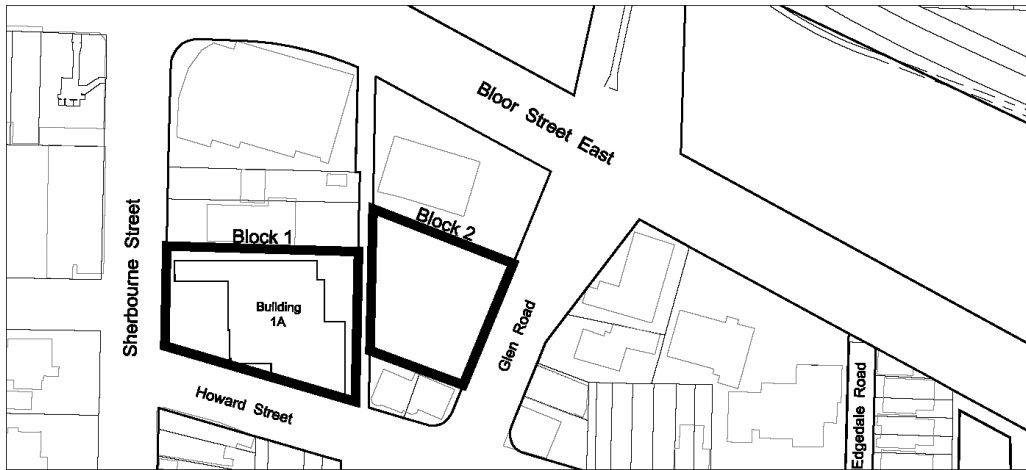 Bloor Street East
Block 2
Block 1
Sherbourne Street
Building
1A
Glen Road
Howard Street
Edgedale Road